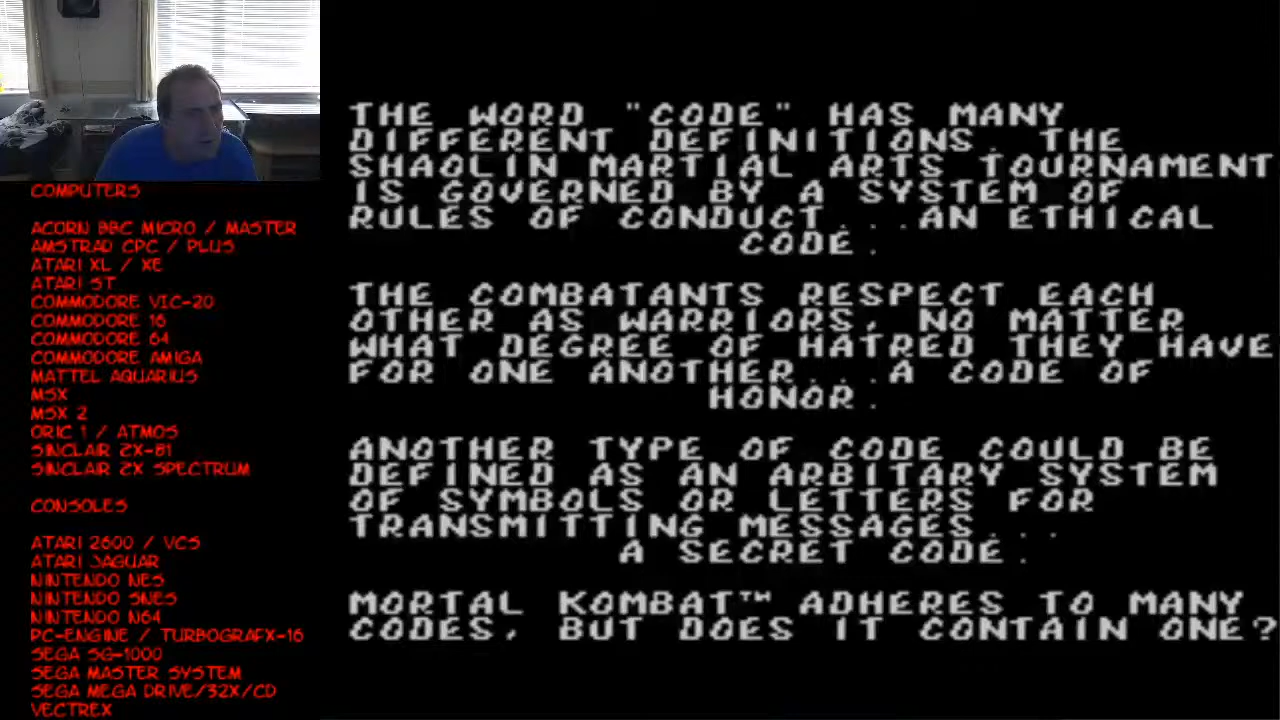 COMPUTERS
ACORN BBC MICRO / MASTER
AMSTRAD CPC / PLUS
ATARI XL / XE
ATARI ST
COMMODORE VIC-20
COMMODORE 16
COMMODORE 64
COMMODORE AMIGA
MATTEL AQUARIUS
MSX
MSX 2
ORIC 1 / ATMOS
SINCLAIR ZX-81
SINCLAIR ZX SPECTRUM
CONSOLES
ATARI 2600 / VCS
ATARI JAGUAR
NINTENDO NES
NINTENDO SNES
NINTENDO N64
PC-ENGINE / TURBOGRAFX-16
SEGA SG-1000
SEGA MASTER SYSTEM
SEGA MEGA DRIVE/32X/CD
VECTREX
THE WORD "CODE" HAS MANY
DIFFERENT DEFINITIONS. THE
SHAOLIN MARTIAL ARTS TOURNAMENT
IS GOVERNED BY A SYSTEM OF
RULES OF CONDUCT...AN ETHICAL
CODE.
THE COMBATANTS RESPECT EACH
OTHER AS WARRIORS, NO MATTER
WHAT DEGREE OF HATRED THEY HAVE
FOR ONE ANOTHER...A CODE OF
HONOR.
ANOTHER TYPE OF CODE COULD BE
DEFINED AS AN ARBITARY SYSTEM
OF SYMBOLS OR LETTERS FOR
TRANSMITTING MESSAGES...
A SECRET CODE.
MORTAL KOMBAT™ ADHERES TO MANY
CODES, BUT DOES IT CONTAIN ONE?